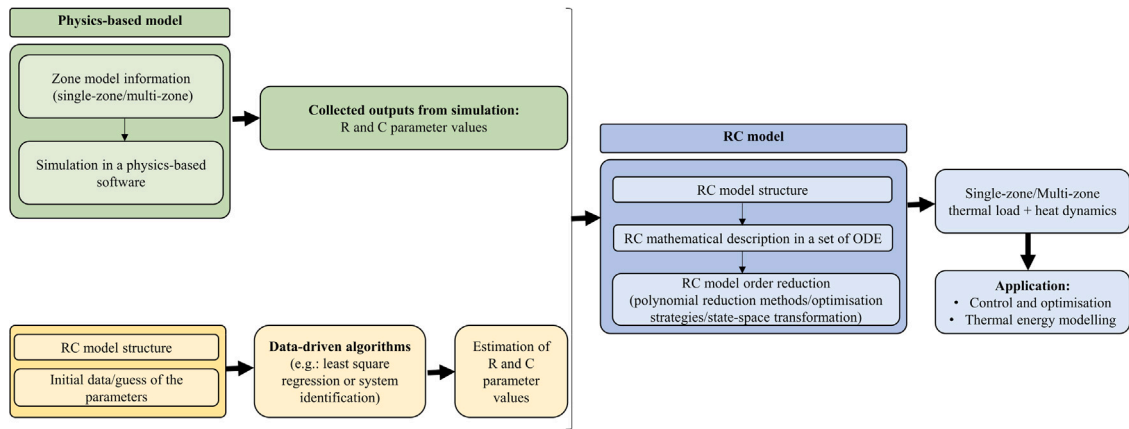 Physics-based model
Zone model information
(single-zone/multi-zone)
Simulation in a physics-based
software
Collected outputs from simulation:
R and C parameter values
RC model structure
Initial data/guess of the
parameters
Data-driven algorithms
(e.g.: least square
regression or system
identification)
Estimation of
R and C
parameter
values
RC model
RC model structure
RC mathematical description in a set of ODE
RC model order reduction
(polynomial reduction methods/optimisation
strategies/state-space transformation)
Single-zone/Multi-zone
thermal load + heat dynamics
Application:
• Control and optimisation
• Thermal energy modelling